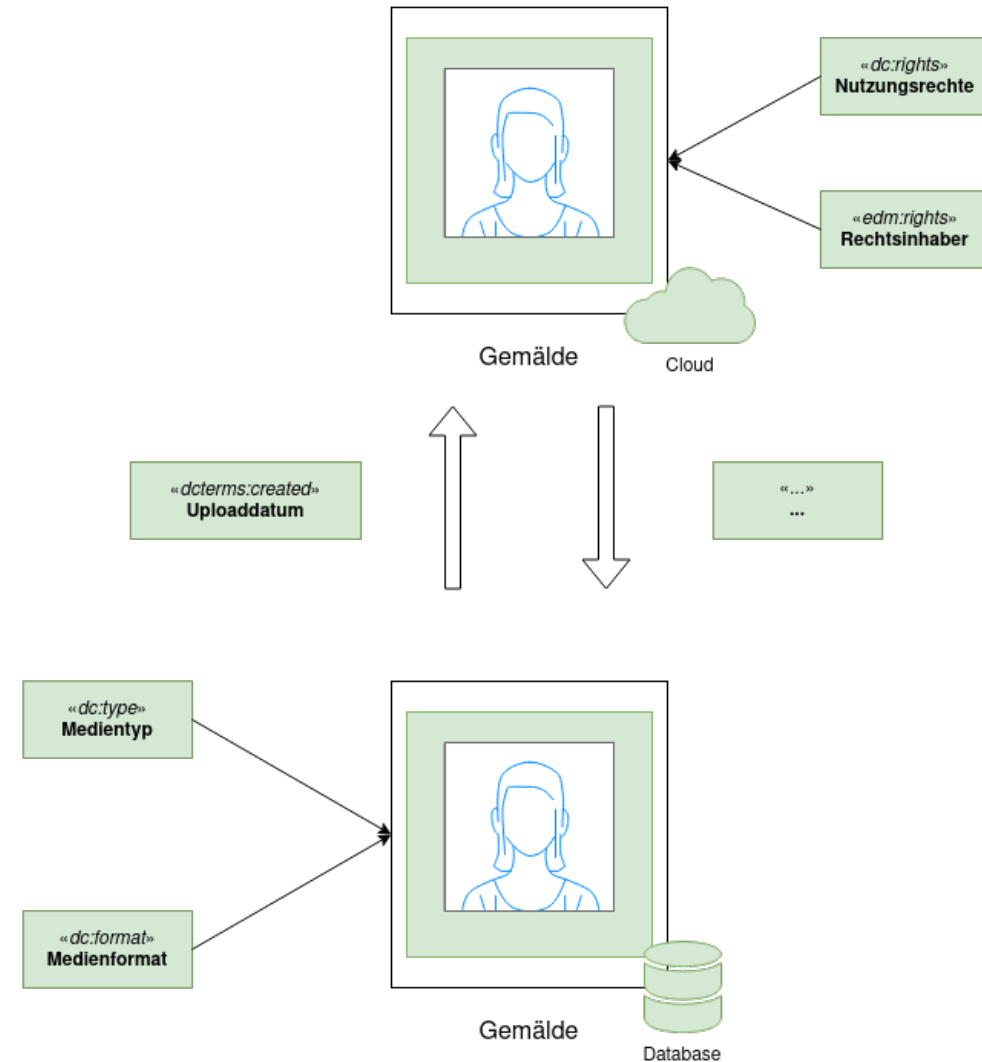 «dc:rights»
Nutzungsrechte
«edm:rights»
Rechtsinhaber
Gemälde
Cloud
«dcterms:created»
Uploaddatum
«...»
...
«dc:type»
Medientyp
«dc:format»
Medienformat
Gemälde
Database